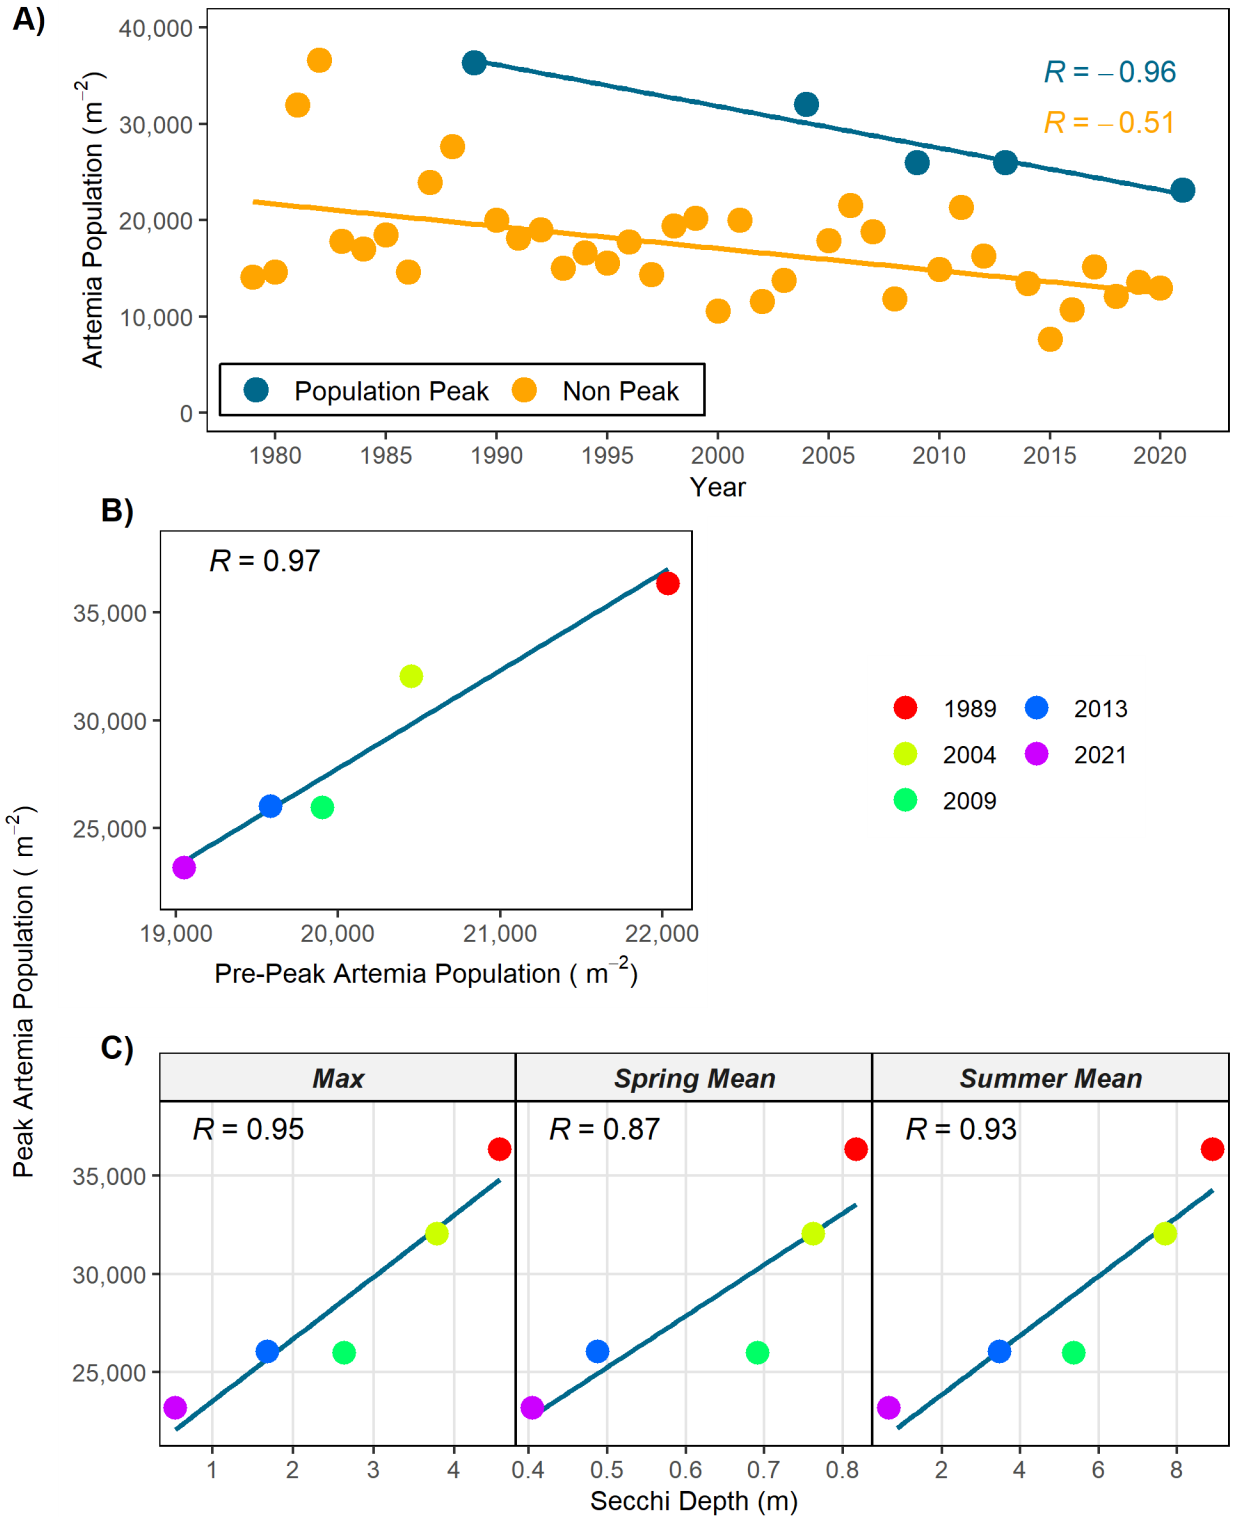 A)
Artemia Population (m−2)
40,000
30,000
20,000
10,000
0
R = − 0.96
R = − 0.51
Population Peak
Non Peak
1980 1985 1990 1995 2000 2005 2010 2015 2020
Year
B)
R = 0.97
35,000
30,000
25,000
19,000 20,000 21,000 22,000
Pre-Peak Artemia Population ( m−2)
1989 2013
2004 2021
2009
Peak Artemia Population ( m−2)
C)
Max Spring Mean Summer Mean
R = 0.95 R = 0.87 R = 0.93
35,000
30,000
25,000
1 2 3 4 0.4 0.5 0.6 0.7 0.8 2 4 6 8
Secchi Depth (m)